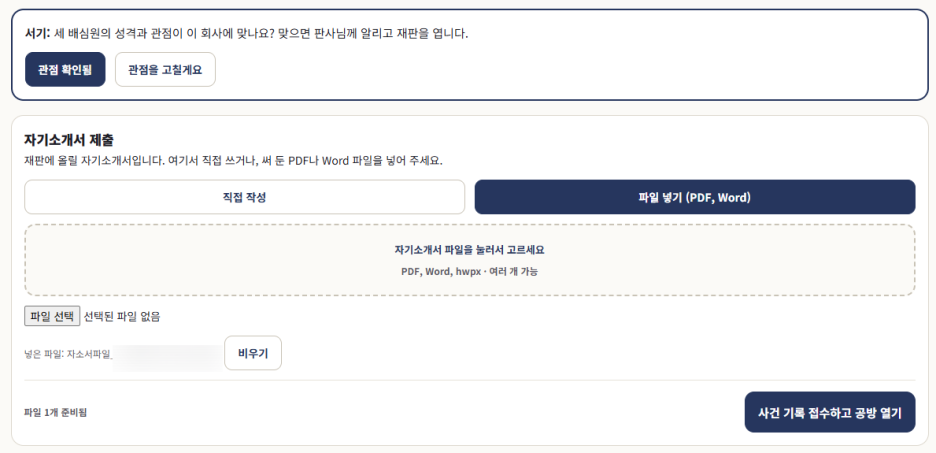 서기: 세 배심원의 성격과 관점이 이 회사에 맞나요? 맞으면 판사님께 알리고 재판을 엽니다.
관점 확인됨
관점을 고칠게요
자기소개서 제출
재판에 올릴 자기소개서입니다. 여기서 직접 쓰거나, 써 둔 PDF나 Word 파일을 넣어 주세요.
직접 작성
파일 넣기 (PDF, Word)
자기소개서 파일을 눌러서 고르세요
PDF, Word, hwpx · 여러 개 가능
파일 선택 선택된 파일 없음
넣은 파일: 자소서파일_
비우기
파일 1개 준비됨
사건 기록 접수하고 공방 열기